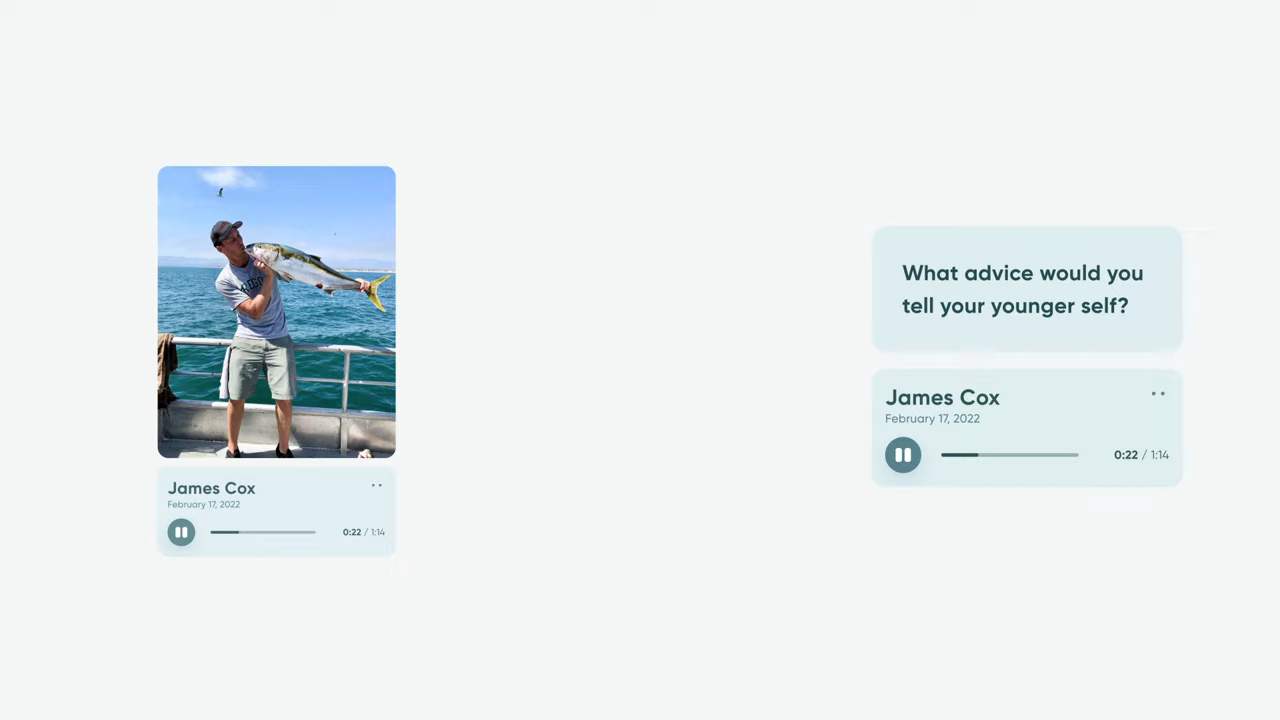 James Cox
February 17, 2022
0:22 / 1:14
What advice would you
tell your younger self?
James Cox
February 17, 2022
0:22 / 1:14